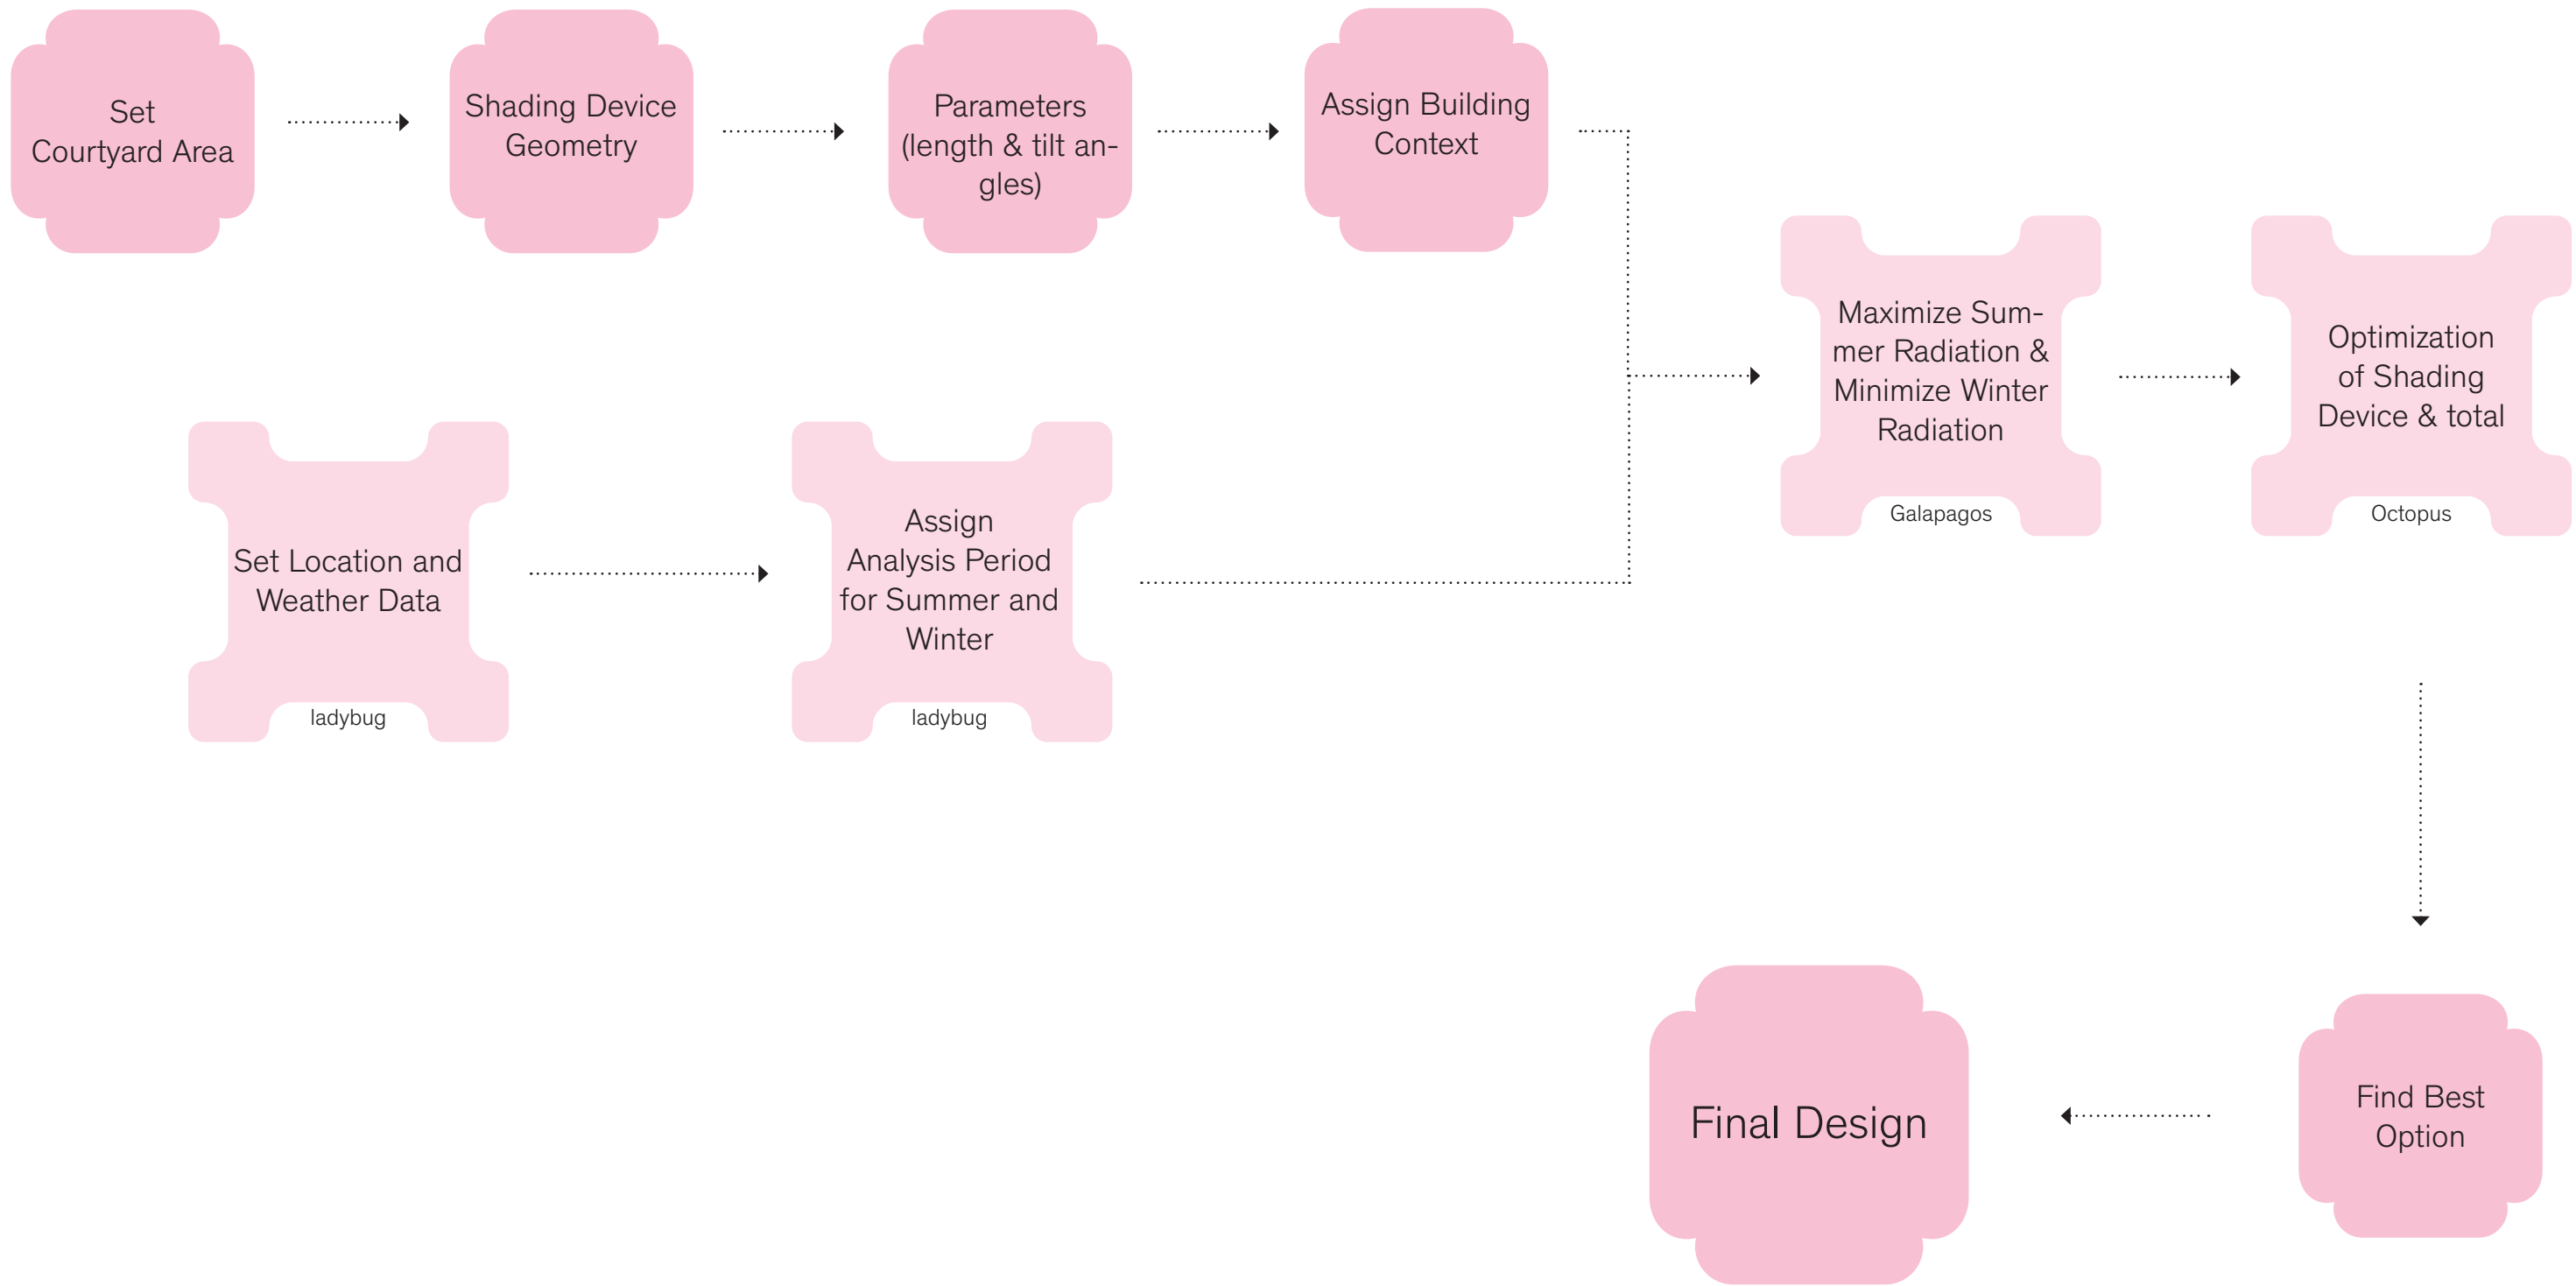 Set
Courtyard Area
Shading Device
Geometry
Parameters
(length & tilt an-
gles)
Assign Building
Context
Maximize Sum-
mer Radiation &
Minimize Winter
Radiation
Galapagos
Optimization
of Shading
Device & total
Octopus
Set Location and
Weather Data
ladybug
Assign
Analysis Period
for Summer and
Winter
ladybug
Final Design
Find Best
Option